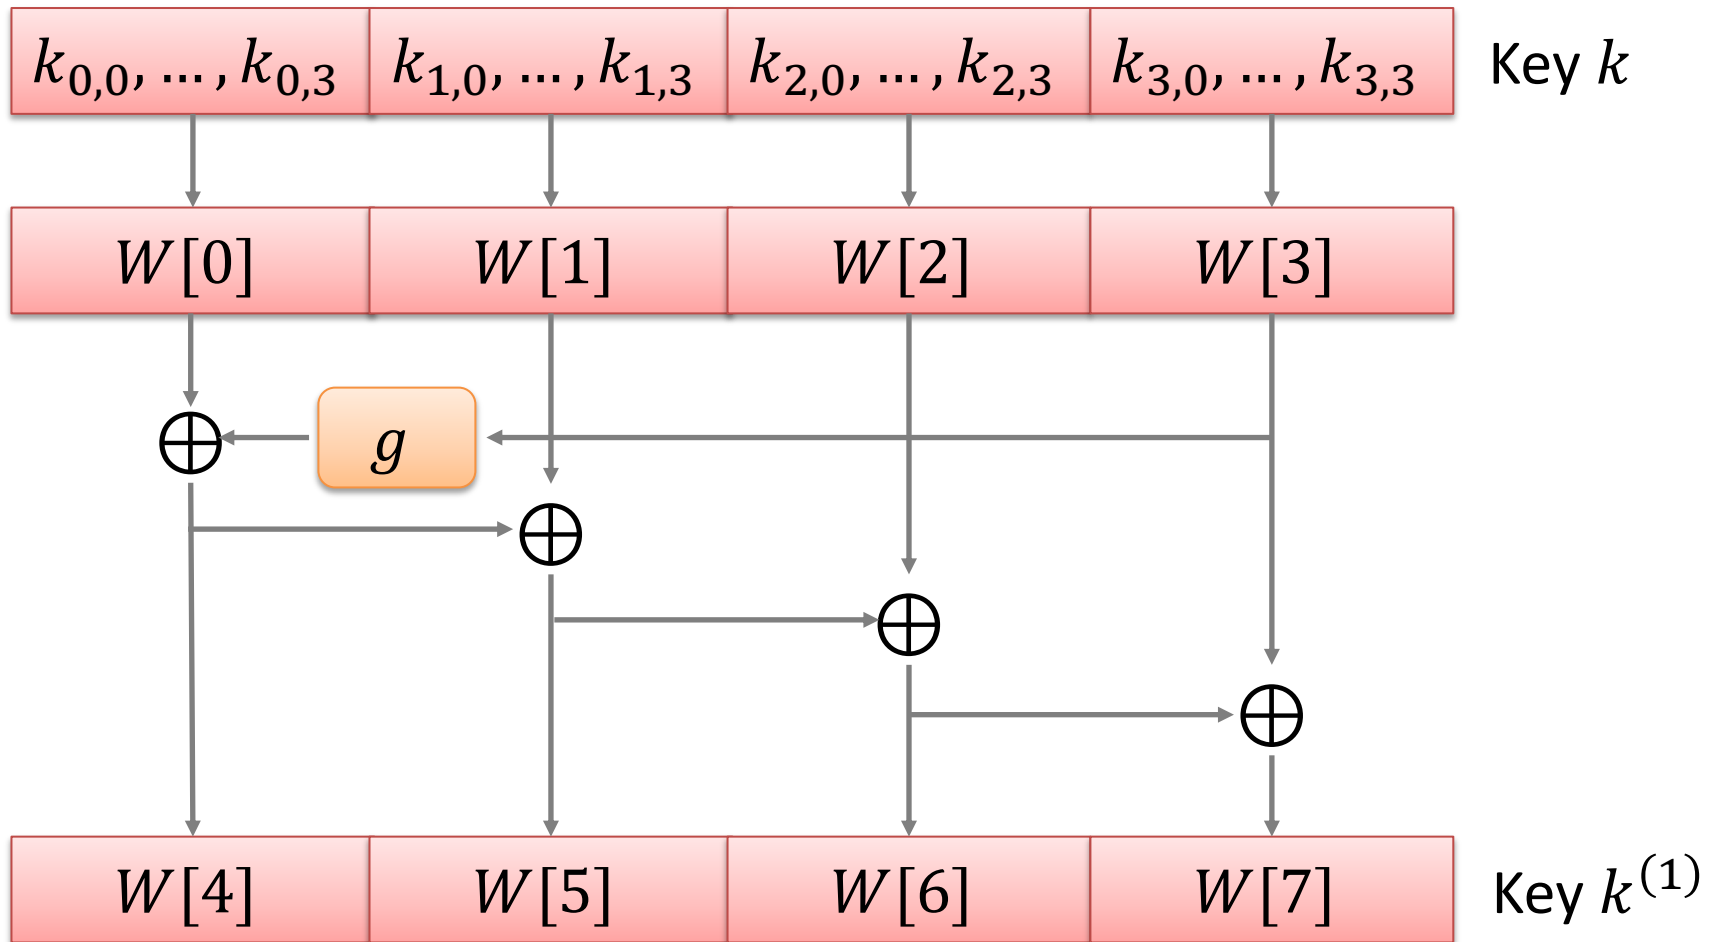 k₀,₀, … , k₀,₃ k₁,₀, … , k₁,₃ k₂,₀, … , k₂,₃ k₃,₀, … , k₃,₃ Key k
W[0] W[1] W[2] W[3]
g
W[4] W[5] W[6] W[7] Key k⁽¹⁾